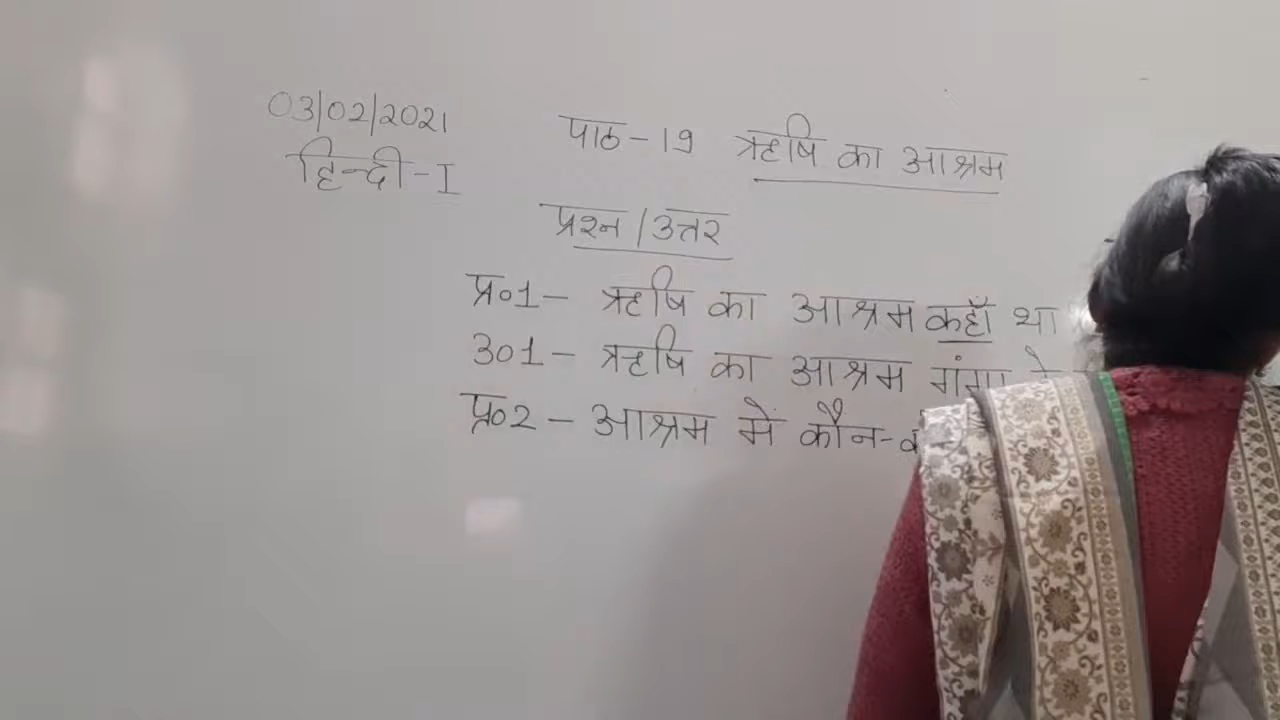 03/02/2021
हिन्दी-I
पाठ-19 ऋषि का आश्रम
प्रश्न/उत्तर
प्र०1- ऋषि का आश्रम कहाँ था
उ०1- ऋषि का आश्रम गंगा
प्र०2- आश्रम में कौन-